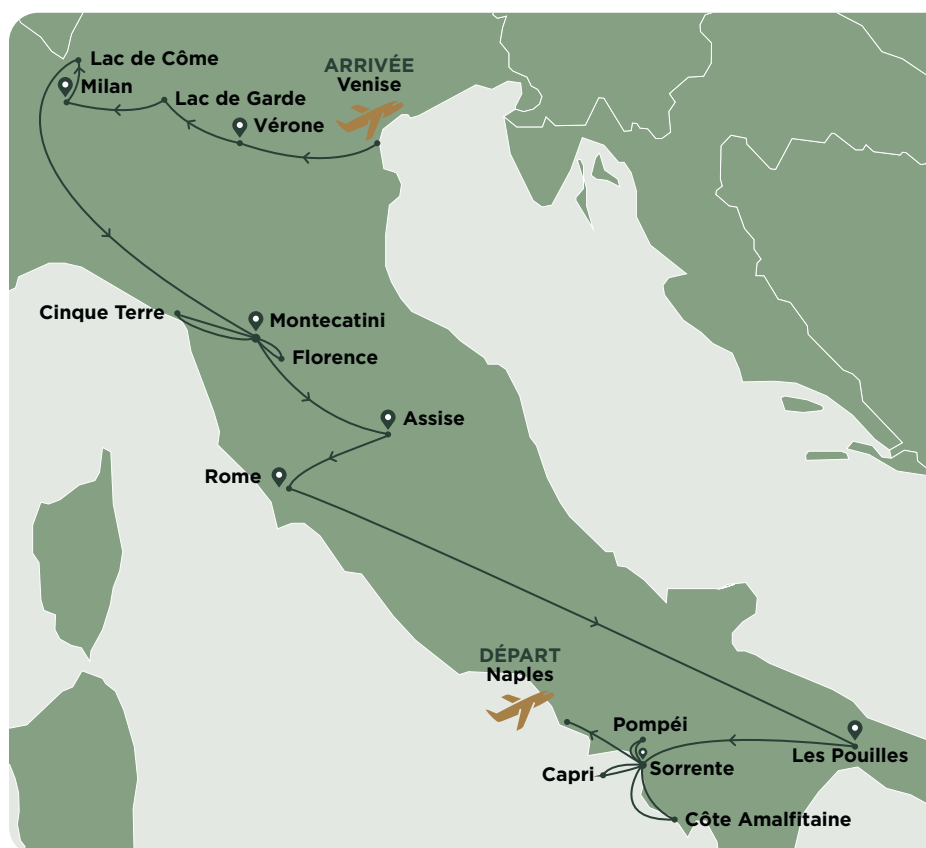 Lac de Côme
ARRIVÉE
Venise
Milan
Lac de Garde
Vérone
Cinque Terre
Montecatini
Florence
Assise
Rome
DÉPART
Naples
Pompéi
Les Pouilles
Capri
Sorrente
Côte Amalfitaine